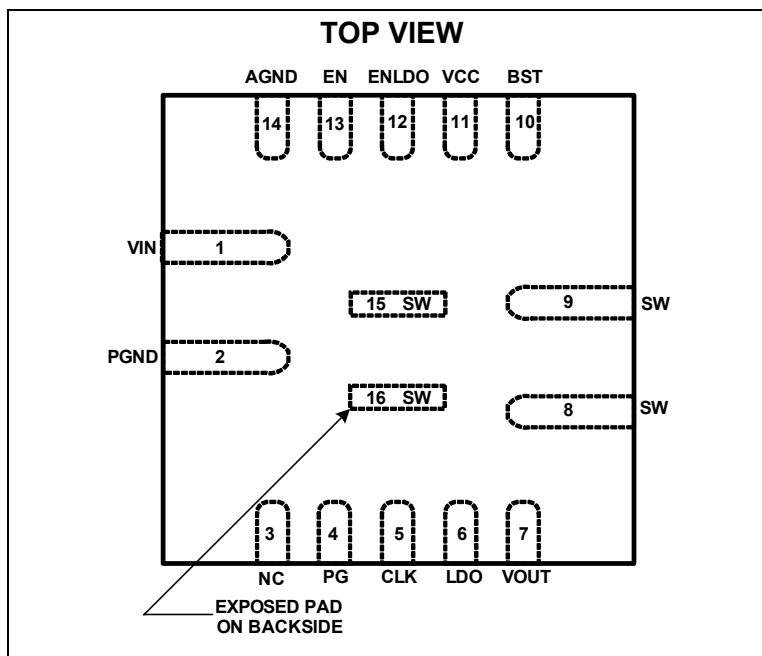 TOP VIEW
AGND EN ENLDO VCC BST
14 13 12 11 10
VIN 1
15 SW 9 SW
PGND 2
16 SW 8 SW
3 4 5 6 7
NC PG CLK LDO VOUT
EXPOSED PAD
ON BACKSIDE